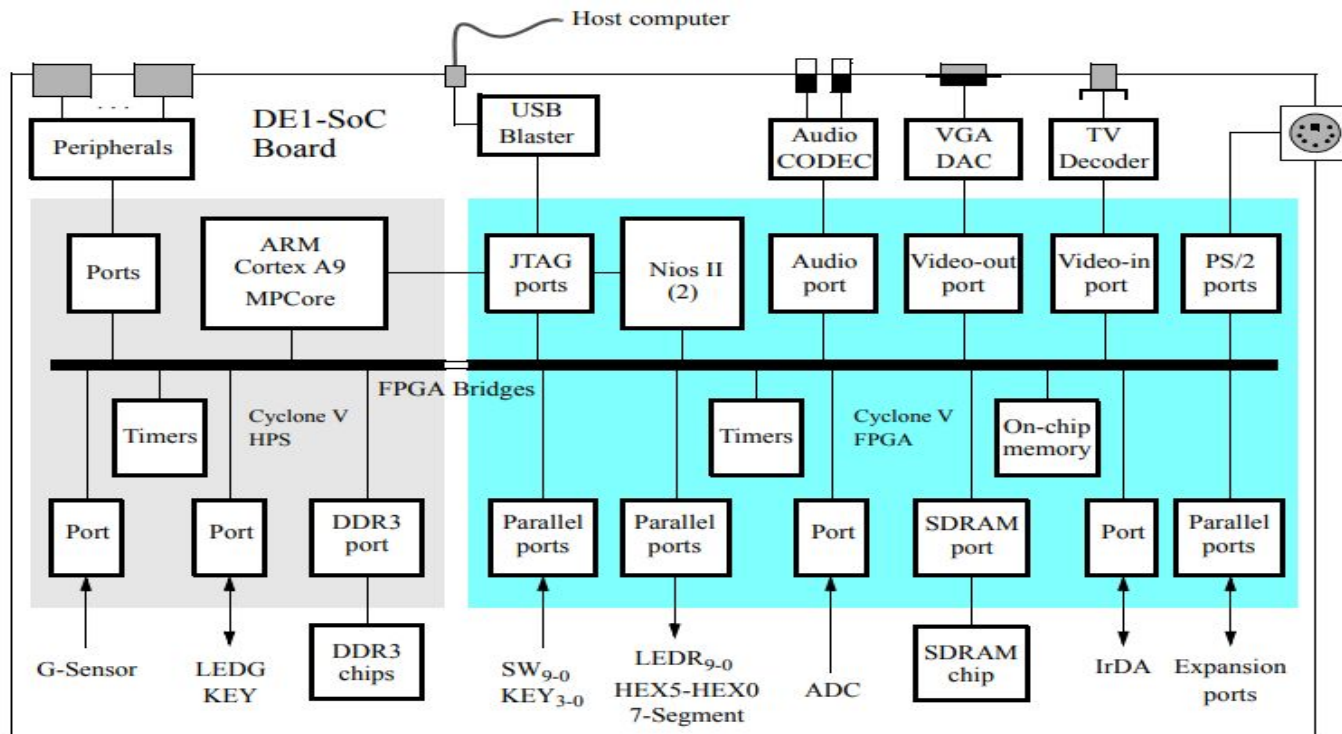 Host computer
DE1-SoC
Board
Peripherals
. . .
USB
Blaster
Audio
CODEC
VGA
DAC
TV
Decoder
Ports
ARM
Cortex A9
MPCore
JTAG
ports
Nios II
(2)
Audio
port
Video-out
port
Video-in
port
PS/2
ports
FPGA Bridges
Timers
Cyclone V
HPS
Timers
Cyclone V
FPGA
On-chip
memory
Port
Port
DDR3
port
Parallel
ports
Parallel
ports
Port
SDRAM
port
Port
Parallel
ports
G-Sensor
LEDG
KEY
DDR3
chips
SW9-0
KEY3-0
LEDR9-0
HEX5-HEX0
7-Segment
ADC
SDRAM
chip
IrDA
Expansion
ports